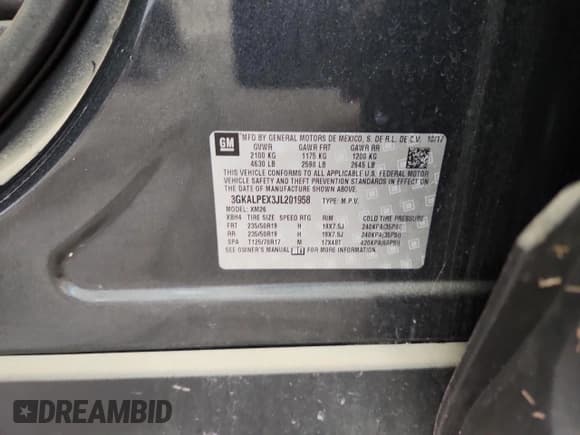 GM
MFD BY GENERAL MOTORS DE MEXICO, S. DE R.L. DE C.V. 10/17
GVWR GAWR FRT GAWR RR
2100 KG 1175 KG 1200 KG
4630 LB 2590 LB 2645 LB
THIS VEHICLE CONFORMS TO ALL APPLICABLE U.S. FEDERAL MOTOR
VEHICLE SAFETY AND THEFT PREVENTION STANDARDS IN EFFECT ON THE
DATE OF MANUFACTURE SHOWN ABOVE.
3GKALPEX3JL201958 TYPE: M.P.V.
MODEL: XM26
XBH4 TIRE SIZE SPEED RTG RIM COLD TIRE PRESSURE
FRT 235/50R19 H 19X7.5J 240KPA(35PSI)
RR 235/50R19 H 19X7.5J 240KPA(35PSI)
SPA T125/70R17 M 17X4BT 420KPA(60PSI)
SEE OWNER'S MANUAL FOR MORE INFORMATION.
DREAMBID